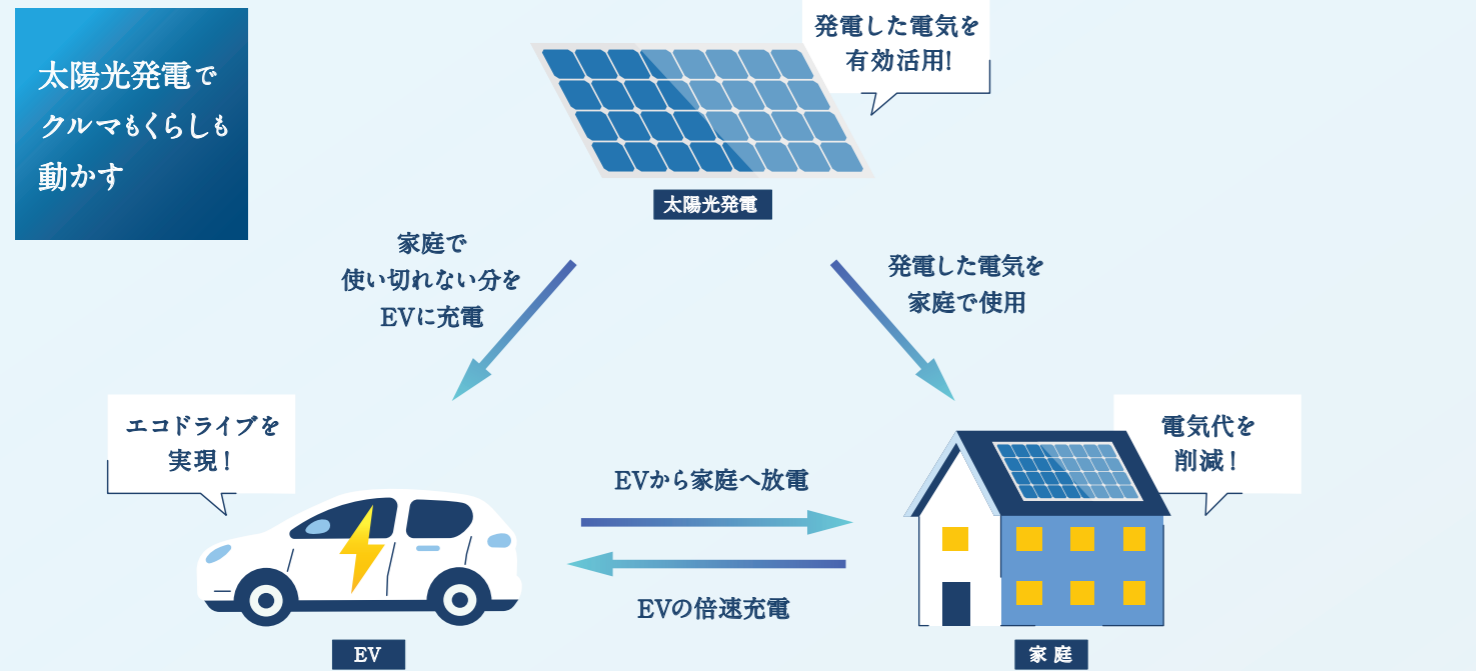 太陽光発電で
クルマもくらしも
動かす
発電した電気を
有効活用!
太陽光発電
家庭で
使い切れない分を
EVに充電
発電した電気を
家庭で使用
エコドライブを
実現!
電気代を
削減!
EVから家庭へ放電
EVの倍速充電
EV
家庭